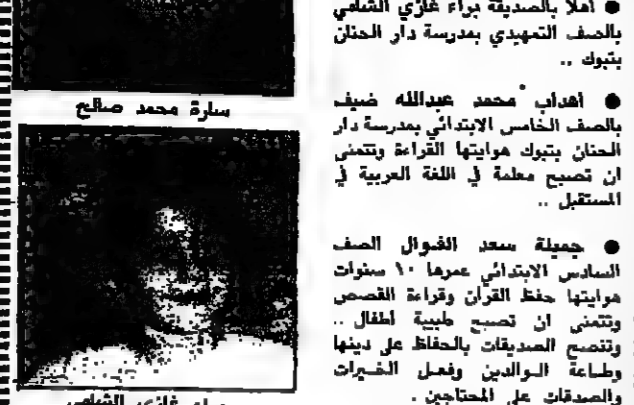 ● أهلا بالصديقة براء غازي الشامي
بالصف التمهيدي بمدرسة دار الحنان
بتبوك ..
● أهداب محمد عبدالله ضيف
بالصف الخامس الابتدائي بمدرسة دار
الحنان بتبوك هوايتها القراءة وتتمنى
ان تصبح معلمة في اللغة العربية في
المستقبل ..
● جميلة سعد الغوال الصف
السادس الابتدائي عمرها ١٠ سنوات
هوايتها حفظ القرآن وقراءة القصص
وتتمنى ان تصبح طبيبة اطفال ..
وتنصح الصديقات بالحفاظ على دينها
وطاعة الوالدين وفعل الخيرات
والصدقات على المحتاجين .
سارة محمد صالح
براء غازي الشامي